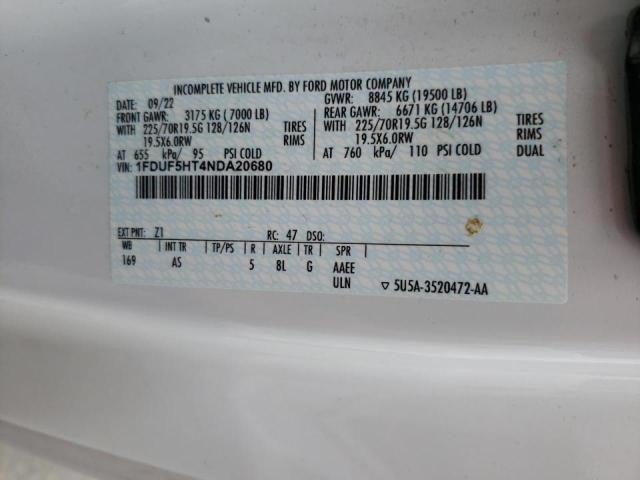 INCOMPLETE VEHICLE MFD. BY FORD MOTOR COMPANY
DATE: 09/22 GVWR: 8845 KG (19500 LB)
FRONT GAWR: 3175 KG (7000 LB) REAR GAWR: 6671 KG (14706 LB)
WITH 225/70R19.5G 128/126N TIRES WITH 225/70R19.5G 128/126N TIRES
19.5X6.0RW RIMS 19.5X6.0RW RIMS
AT 655 kPa/ 95 PSI COLD AT 760 kPa/ 110 PSI COLD DUAL
VIN: 1FDUF5HT4NDA20680
EXT PNT: Z1 RC: 47 DSO:
WB INT TR TP/PS R AXLE TR SPR
169 AS 5 8L G AAEE
ULN ▽ 5U5A-3520472-AA